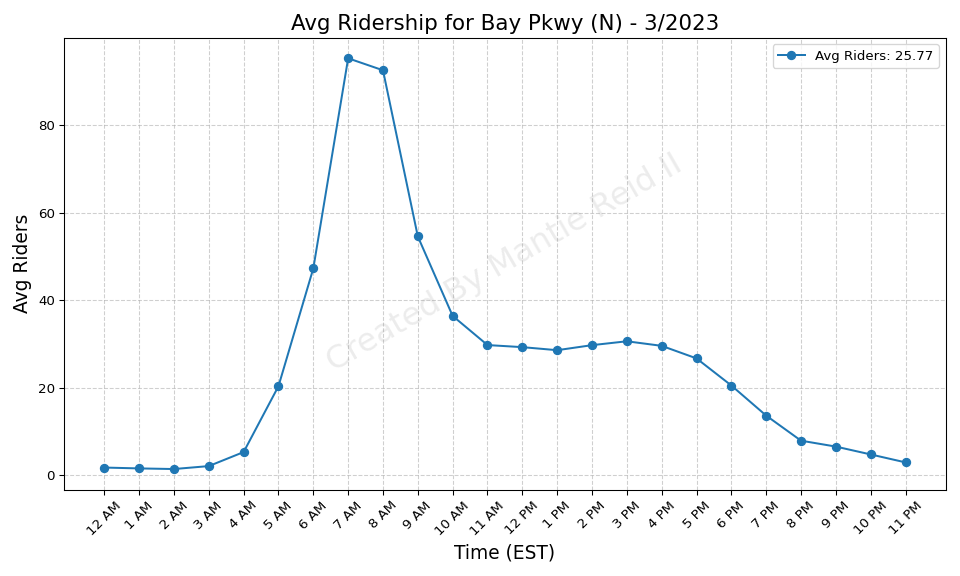 Avg Ridership for Bay Pkwy (N) - 3/2023
Avg Riders: 25.77
Avg Riders
80
60
40
20
0
Created By Mantie Reid II
12 AM
1 AM
2 AM
3 AM
4 AM
5 AM
6 AM
7 AM
8 AM
9 AM
10 AM
11 AM
12 PM
1 PM
2 PM
3 PM
4 PM
5 PM
6 PM
7 PM
8 PM
9 PM
10 PM
11 PM
Time (EST)